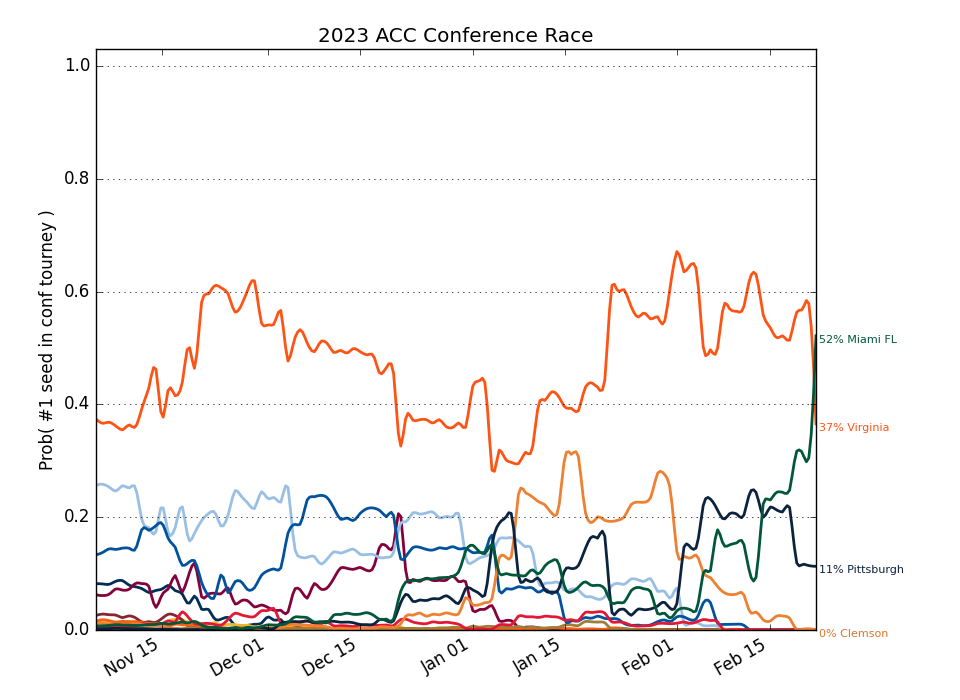 2023 ACC Conference Race
Prob( #1 seed in conf tourney )
1.0
0.8
0.6
0.4
0.2
0.0
52% Miami FL
37% Virginia
11% Pittsburgh
0% Clemson
Nov 15
Dec 01
Dec 15
Jan 01
Jan 15
Feb 01
Feb 15